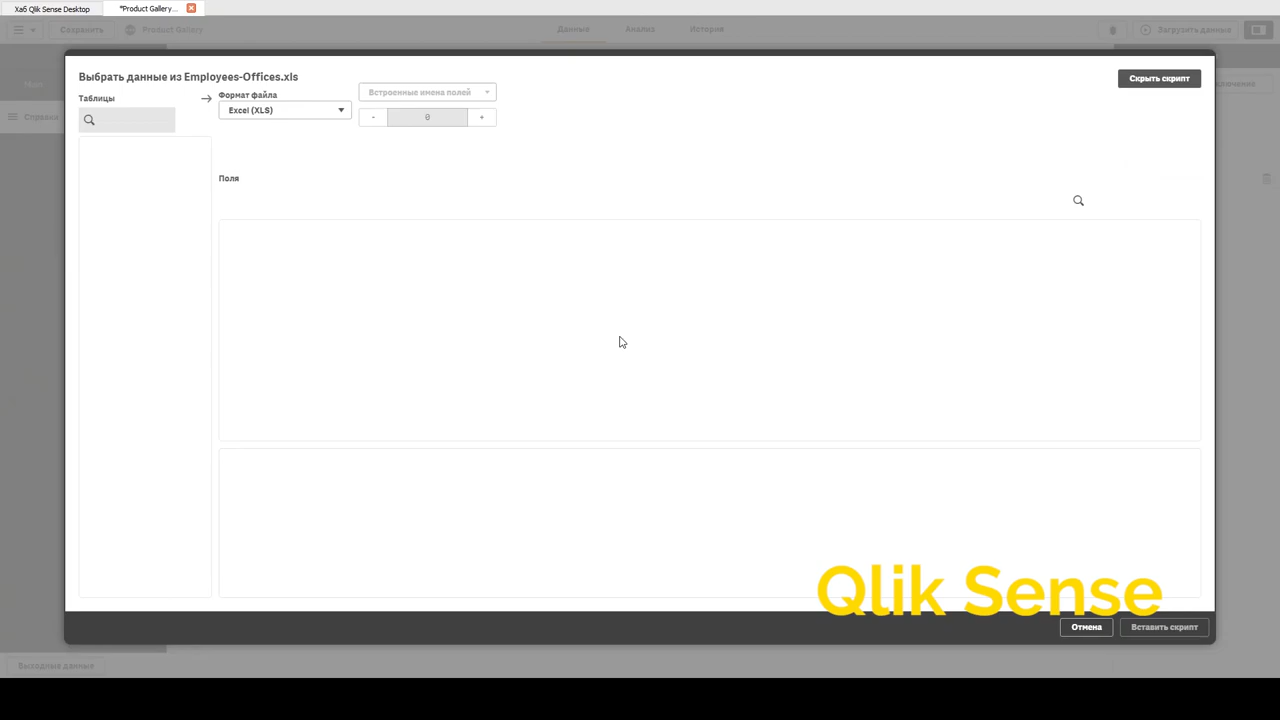 Хаб Qlik Sense Desktop
*Product Gallery...
Сохранить
Product Gallery
Данные
Анализ
История
Загрузить данные
Выбрать данные из Employees-Offices.xls
Скрыть скрипт
Таблицы
Формат файла
Встроенные имена полей
Excel (XLS)
- 0 +
Справки
Поля
Qlik Sense
Отмена
Вставить скрипт
Выходные данные